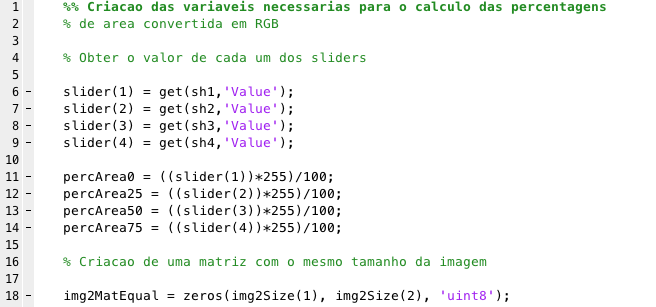 1 %% Criacao das variaveis necessarias para o calculo das percentagens
2 % de area convertida em RGB
3
4 % Obter o valor de cada um dos sliders
5
6 – slider(1) = get(sh1,'Value');
7 – slider(2) = get(sh2,'Value');
8 – slider(3) = get(sh3,'Value');
9 – slider(4) = get(sh4,'Value');
10
11 – percArea0 = ((slider(1))*255)/100;
12 – percArea25 = ((slider(2))*255)/100;
13 – percArea50 = ((slider(3))*255)/100;
14 – percArea75 = ((slider(4))*255)/100;
15
16 % Criacao de uma matriz com o mesmo tamanho da imagem
17
18 – img2MatEqual = zeros(img2Size(1), img2Size(2), 'uint8');